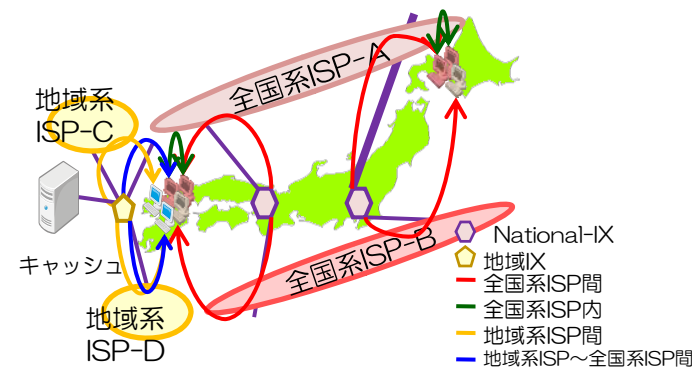 全国系ISP-A
地域系
ISP-C
キャッシュ
全国系ISP-B
地域系
ISP-D
National-IX
地域IX
全国系ISP間
全国系ISP内
地域系ISP間
地域系ISP～全国系ISP間